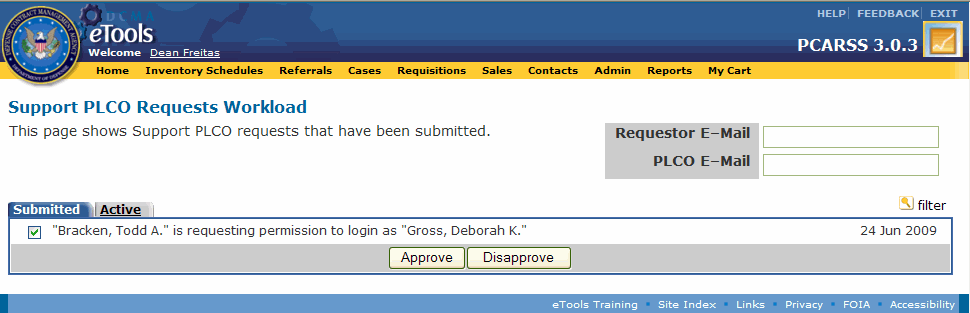 HELP | FEEDBACK | EXIT
DCMA
eTools
Welcome Dean Freitas
PCARSS 3.0.3
Home Inventory Schedules Referrals Cases Requisitions Sales Contacts Admin Reports My Cart
Support PLCO Requests Workload
This page shows Support PLCO requests that have been submitted.
Requestor E-Mail
PLCO E-Mail
filter
Submitted Active
"Bracken, Todd A." is requesting permission to login as "Gross, Deborah K." 24 Jun 2009
Approve Disapprove
eTools Training Site Index Links Privacy FOIA Accessibility